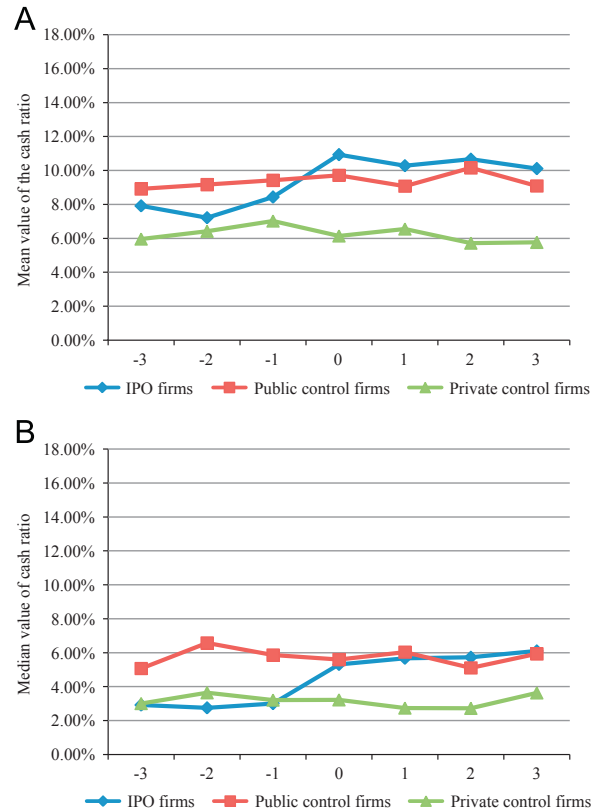 A
18.00%
16.00%
14.00%
12.00%
10.00%
8.00%
6.00%
4.00%
2.00%
0.00%
Mean value of the cash ratio
-3 -2 -1 0 1 2 3
IPO firms Public control firms Private control firms
B
18.00%
16.00%
14.00%
12.00%
10.00%
8.00%
6.00%
4.00%
2.00%
0.00%
Median value of cash ratio
-3 -2 -1 0 1 2 3
IPO firms Public control firms Private control firms